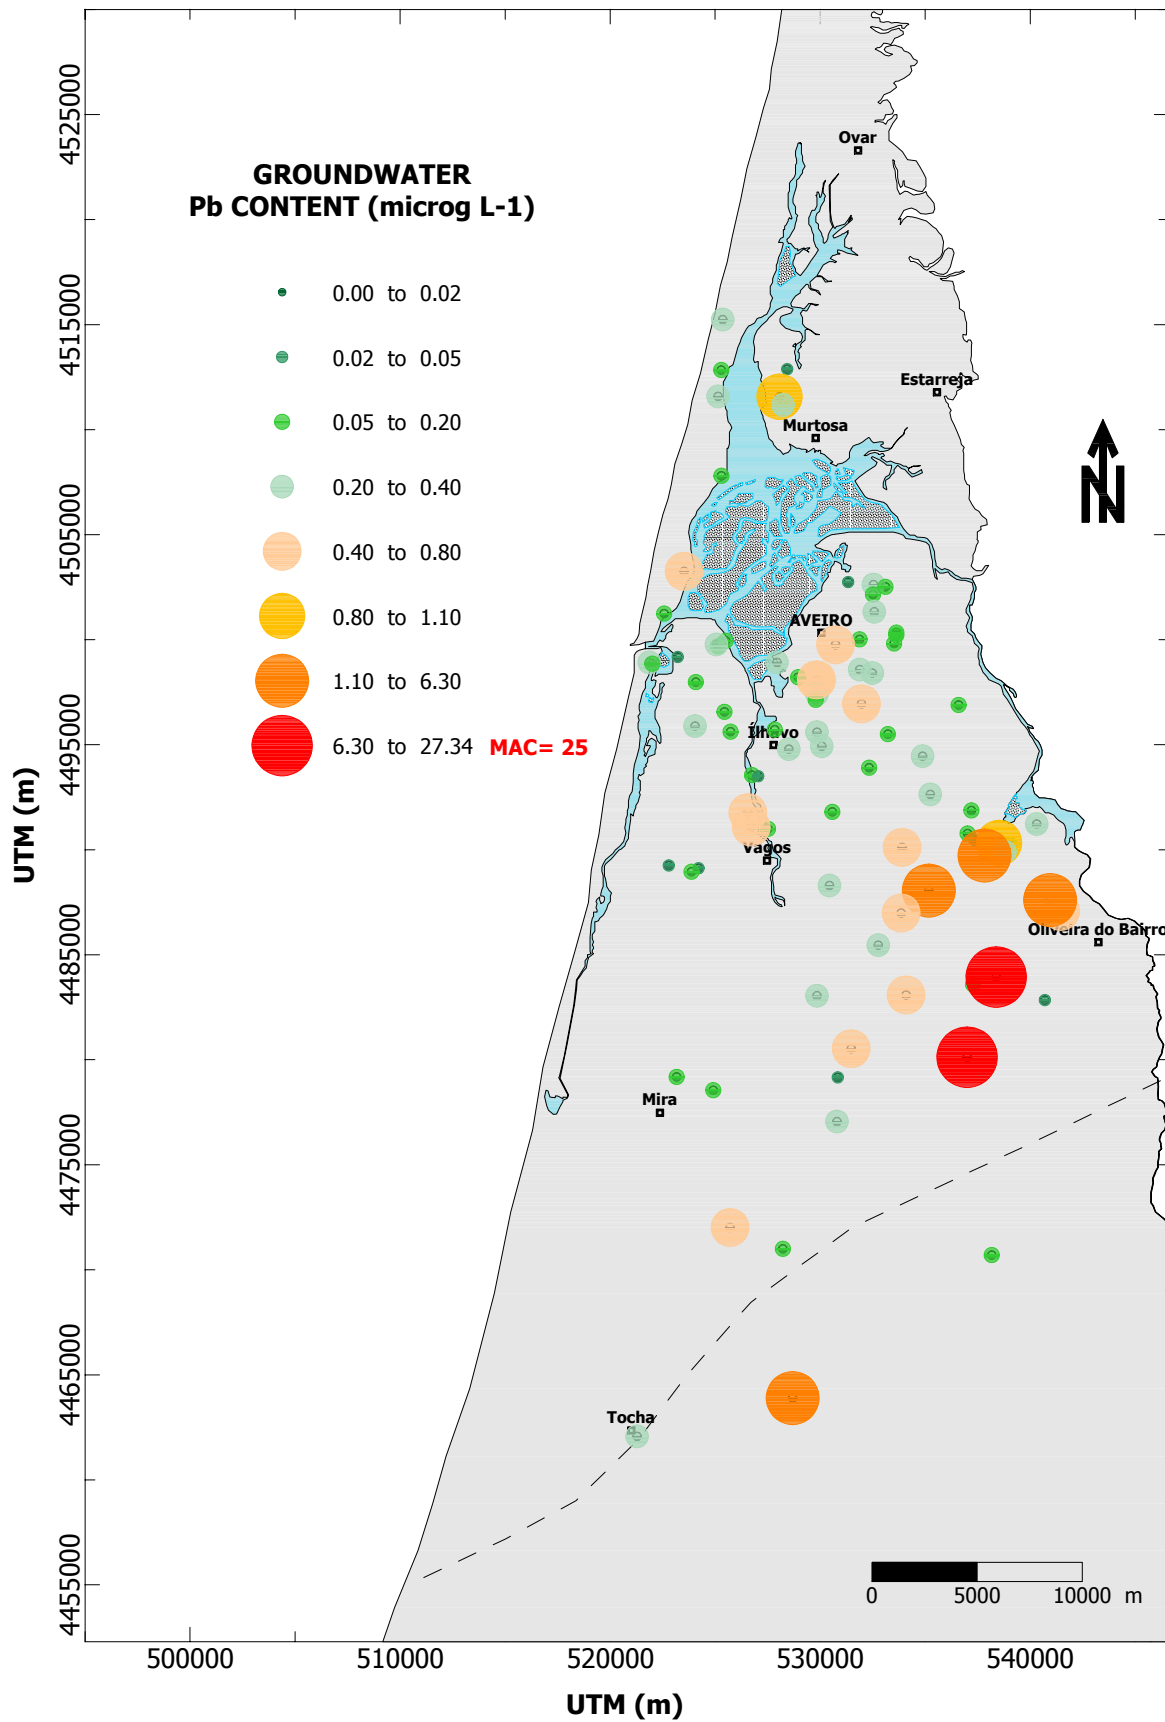 GROUNDWATER
Pb CONTENT (microg L-1)
0.00 to 0.02
0.02 to 0.05
0.05 to 0.20
0.20 to 0.40
0.40 to 0.80
0.80 to 1.10
1.10 to 6.30
6.30 to 27.34 MAC= 25
Ovar
Estarreja
Murtosa
N
AVEIRO
Ílhavo
Vagos
Oliveira do Bairro
Mira
Tocha
0 5000 10000 m
UTM (m)
4525000
4515000
4505000
4495000
4485000
4475000
4465000
4455000
500000 510000 520000 530000 540000
UTM (m)